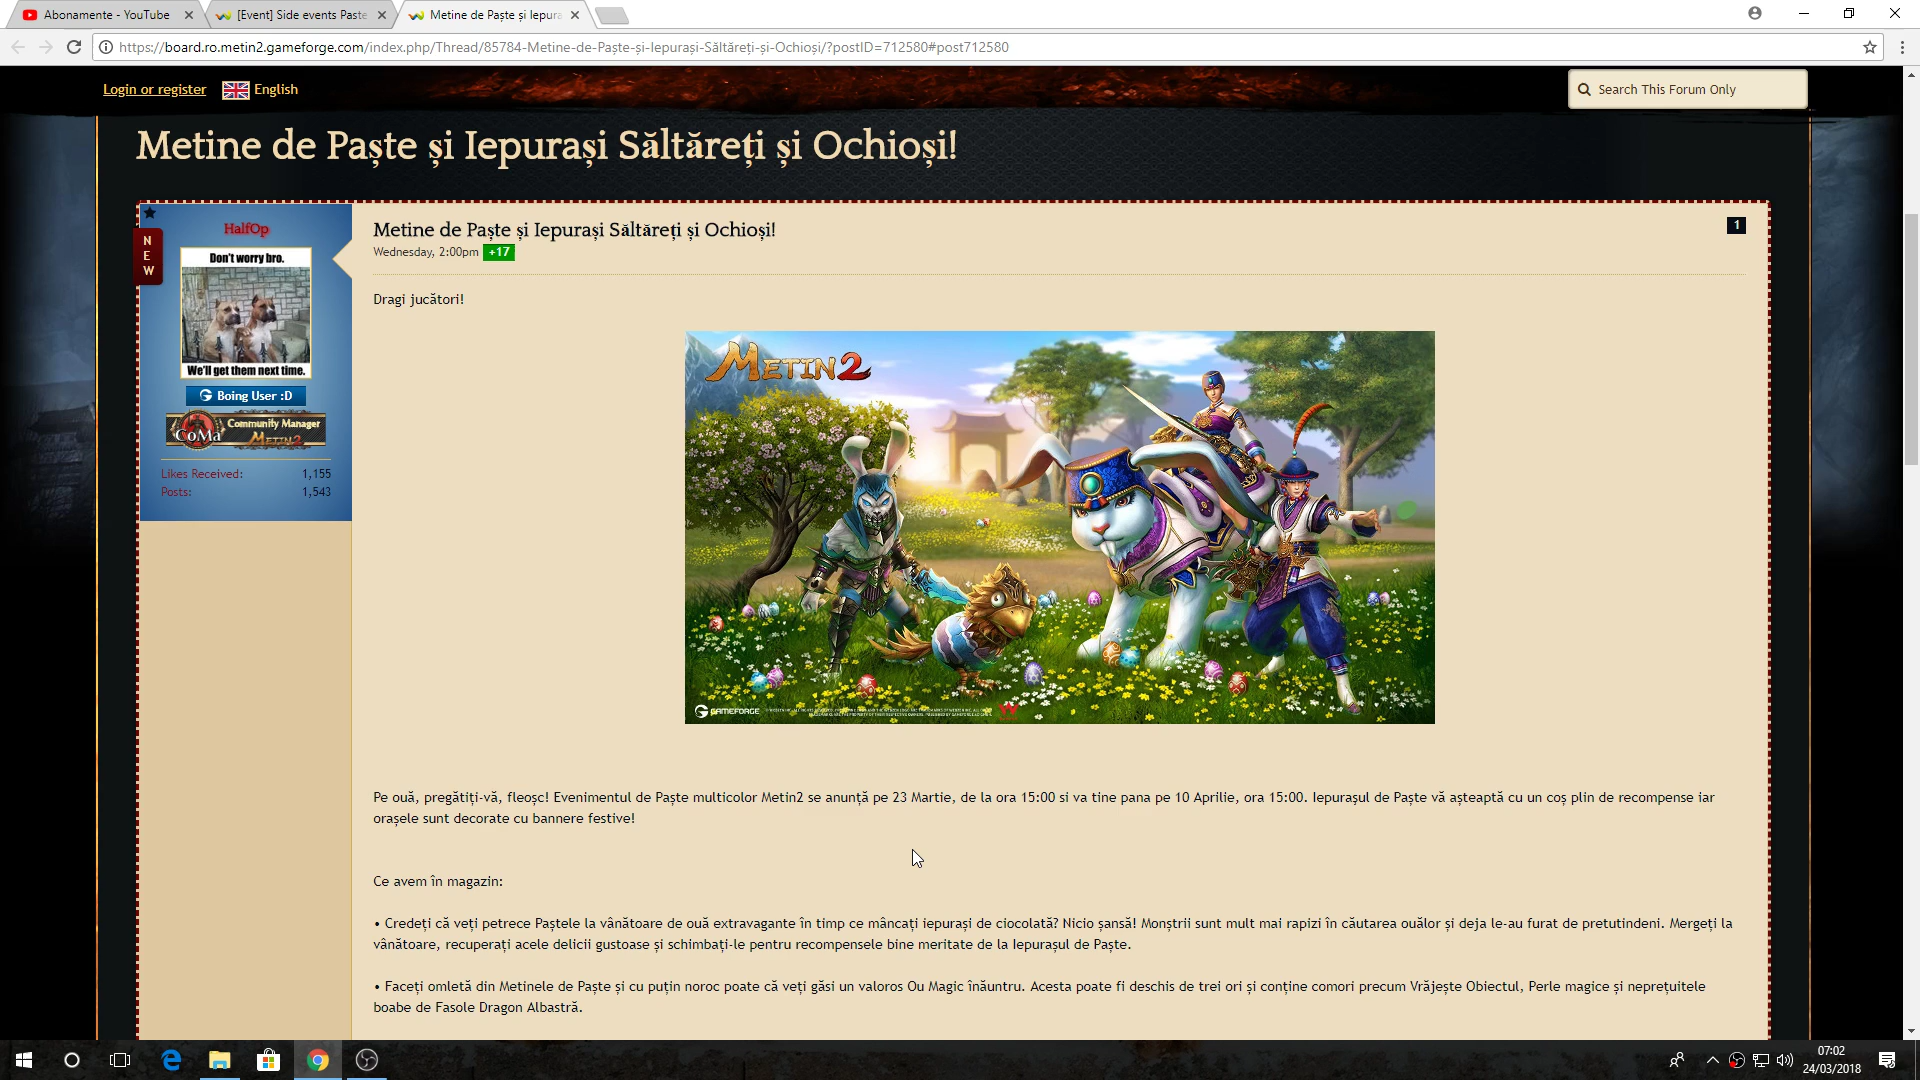 Abonamente - YouTube
[Event] Side events Paste
Metine de Paște și Iepura
https://board.ro.metin2.gameforge.com/index.php/Thread/85784-Metine-de-Paște-și-Iepurași-Săltăreți-și-Ochioși/?postID=712580#post712580
Login or register
English
Search This Forum Only
Metine de Paște și Iepurași Săltăreți și Ochioși!
NEW
HalfOp
Don't worry bro.
We'll get them next time.
Boing User :D
CoMa Community Manager
METIN2
Likes Received: 1,155
Posts: 1,543
Metine de Paște și Iepurași Săltăreți și Ochioși!
1
Wednesday, 2:00pm +17
Dragi jucători!
METIN2
GAMEFORGE
Pe ouă, pregătiți-vă, fleoșc! Evenimentul de Paște multicolor Metin2 se anunță pe 23 Martie, de la ora 15:00 si va tine pana pe 10 Aprilie, ora 15:00. Iepuraşul de Paște vă așteaptă cu un coș plin de recompense iar
orașele sunt decorate cu bannere festive!
Ce avem în magazin:
• Credeți că veți petrece Paștele la vânătoare de ouă extravagante în timp ce mâncați iepurași de ciocolată? Nicio șansă! Monștrii sunt mult mai rapizi în căutarea ouălor și deja le-au furat de pretutindeni. Mergeți la
vânătoare, recuperați acele delicii gustoase și schimbați-le pentru recompensele bine meritate de la Iepurașul de Paște.
• Faceți omletă din Metinele de Paște și cu puțin noroc poate că veți găsi un valoros Ou Magic înăuntru. Acesta poate fi deschis de trei ori și conține comori precum Vrăjește Obiectul, Perle magice și neprețuitele
boabe de Fasole Dragon Albastră.
07:02
24/03/2018